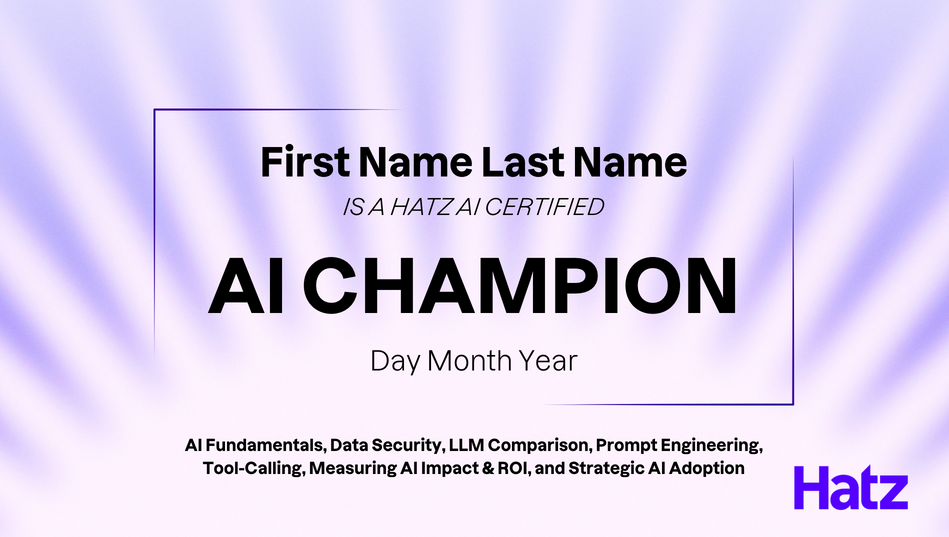 First Name Last Name
IS A HATZ AI CERTIFIED
AI CHAMPION
Day Month Year
AI Fundamentals, Data Security, LLM Comparison, Prompt Engineering,
Tool-Calling, Measuring AI Impact & ROI, and Strategic AI Adoption
Hatz